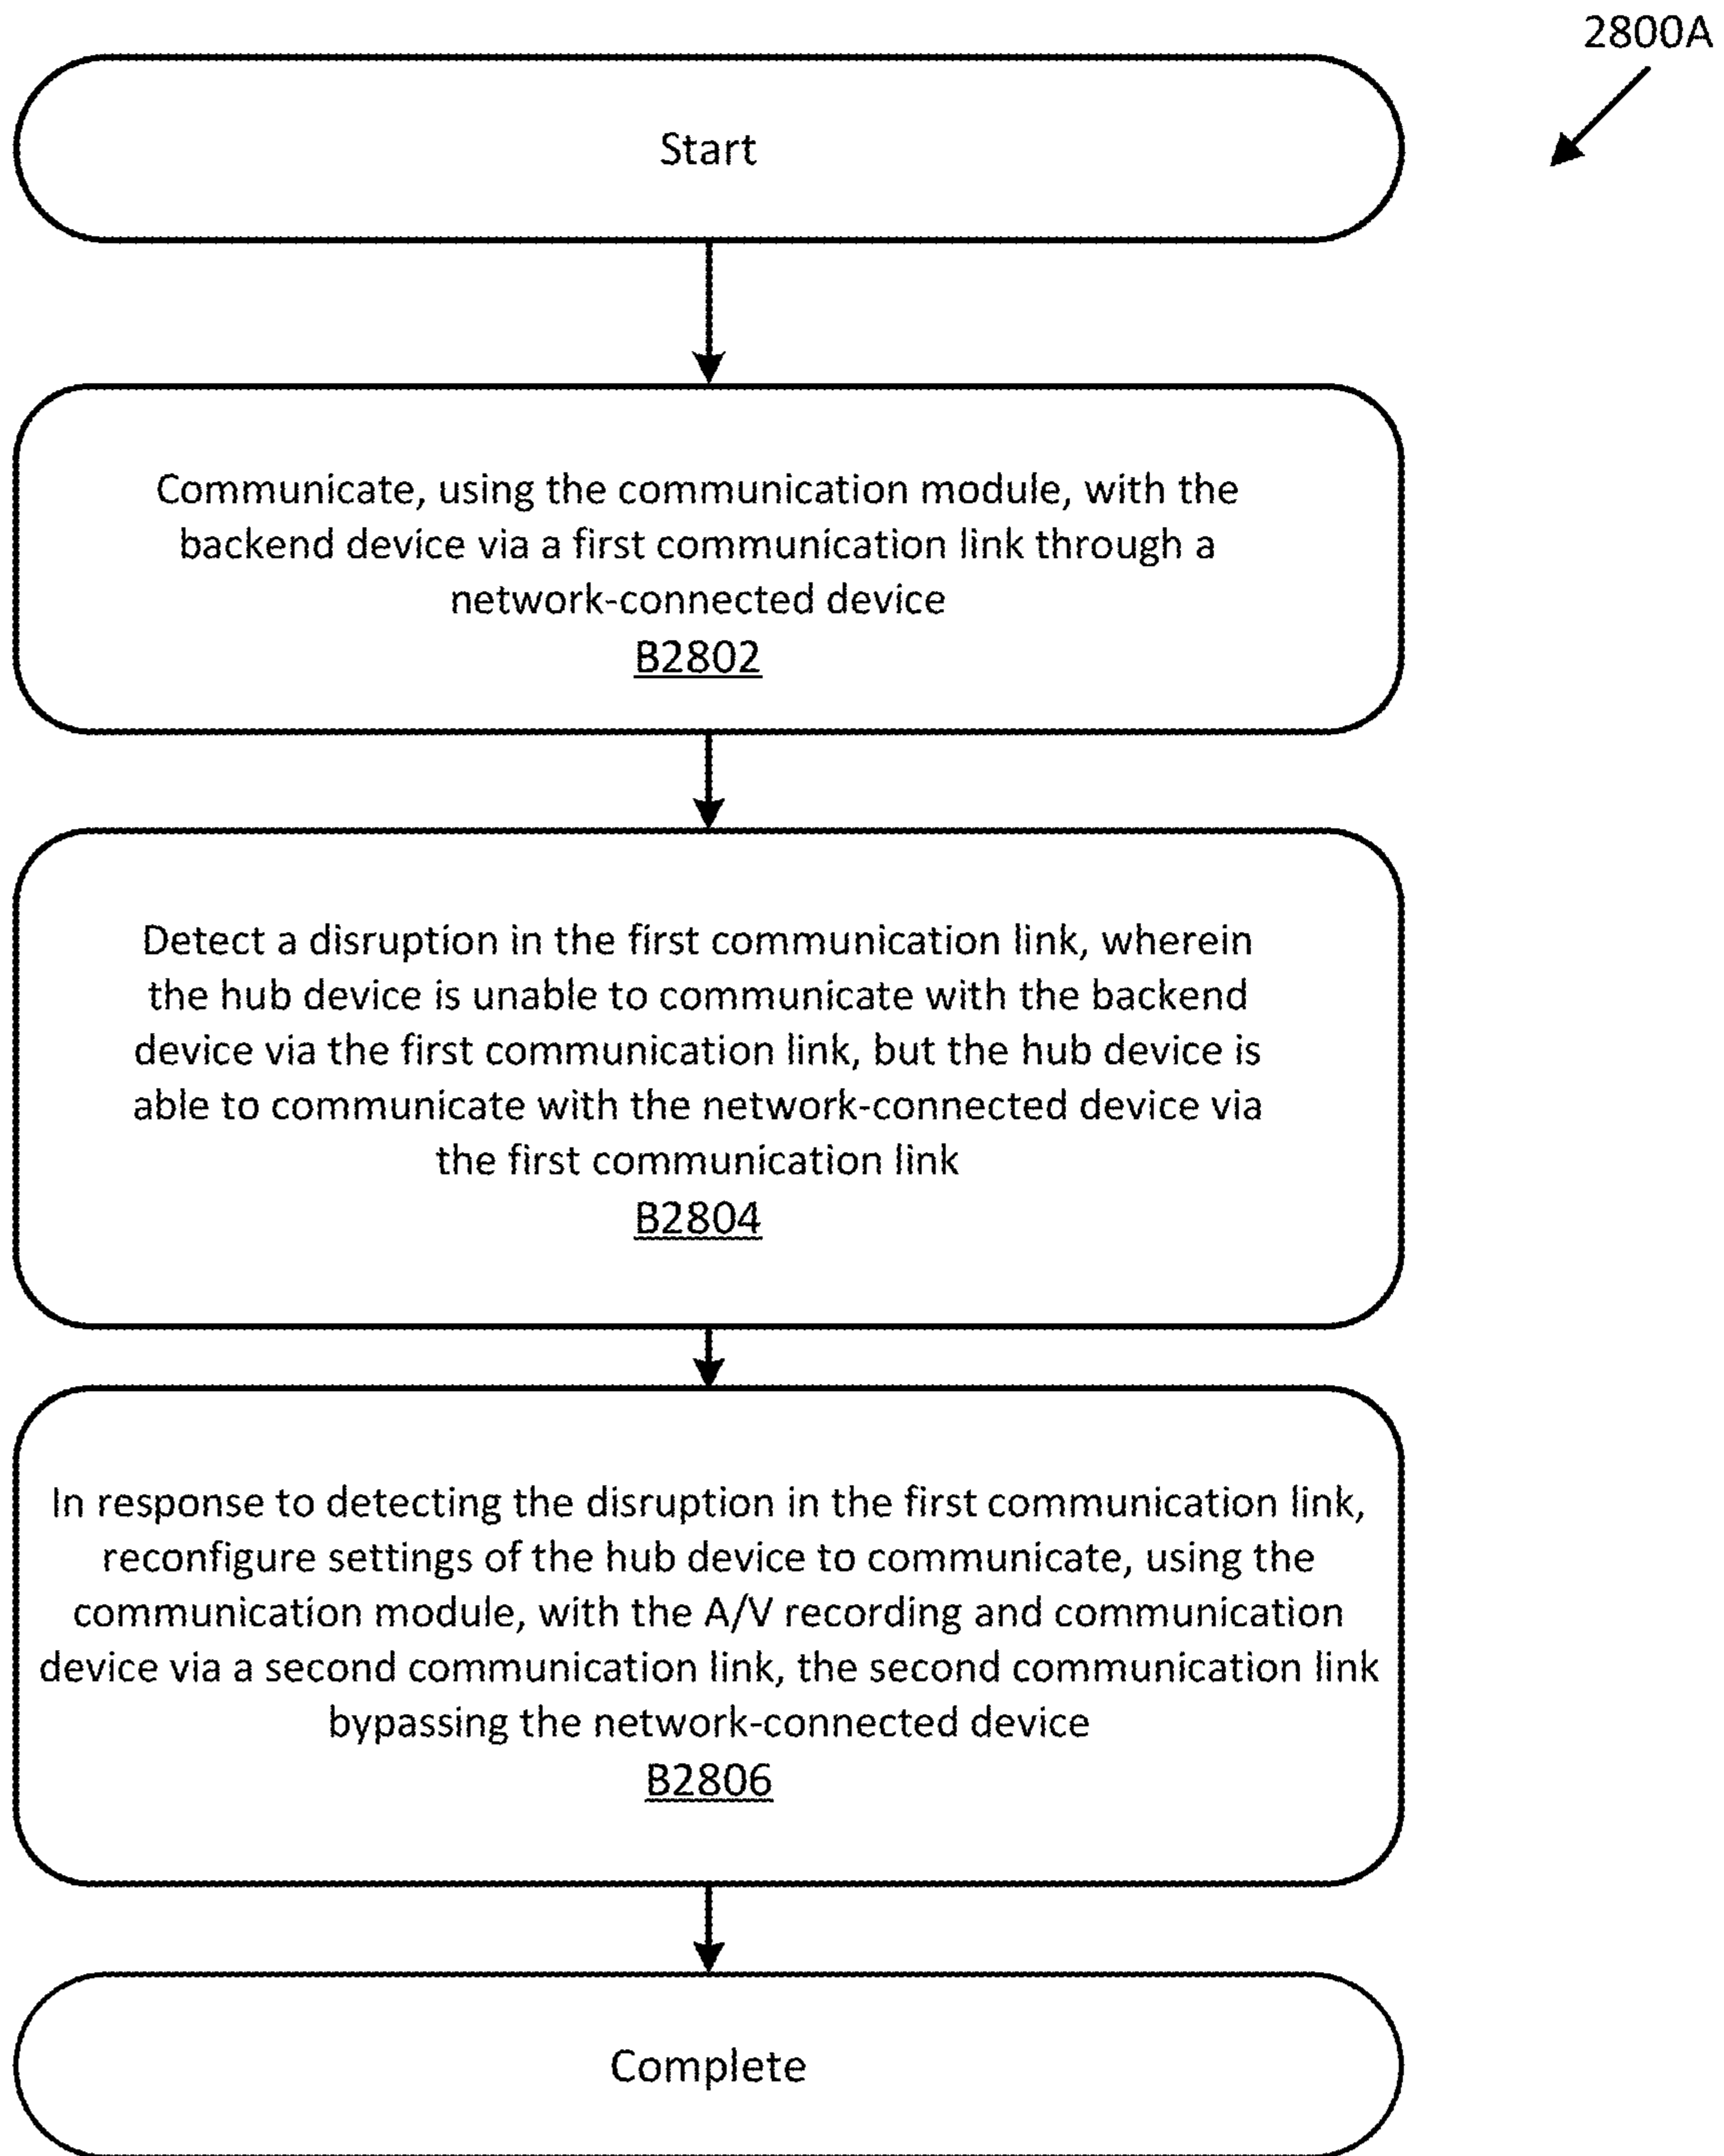 2800A
Start
Communicate, using the communication module, with the
backend device via a first communication link through a
network-connected device
B2802
Detect a disruption in the first communication link, wherein
the hub device is unable to communicate with the backend
device via the first communication link, but the hub device is
able to communicate with the network-connected device via
the first communication link
B2804
In response to detecting the disruption in the first communication link,
reconfigure settings of the hub device to communicate, using the
communication module, with the A/V recording and communication
device via a second communication link, the second communication link
bypassing the network-connected device
B2806
Complete